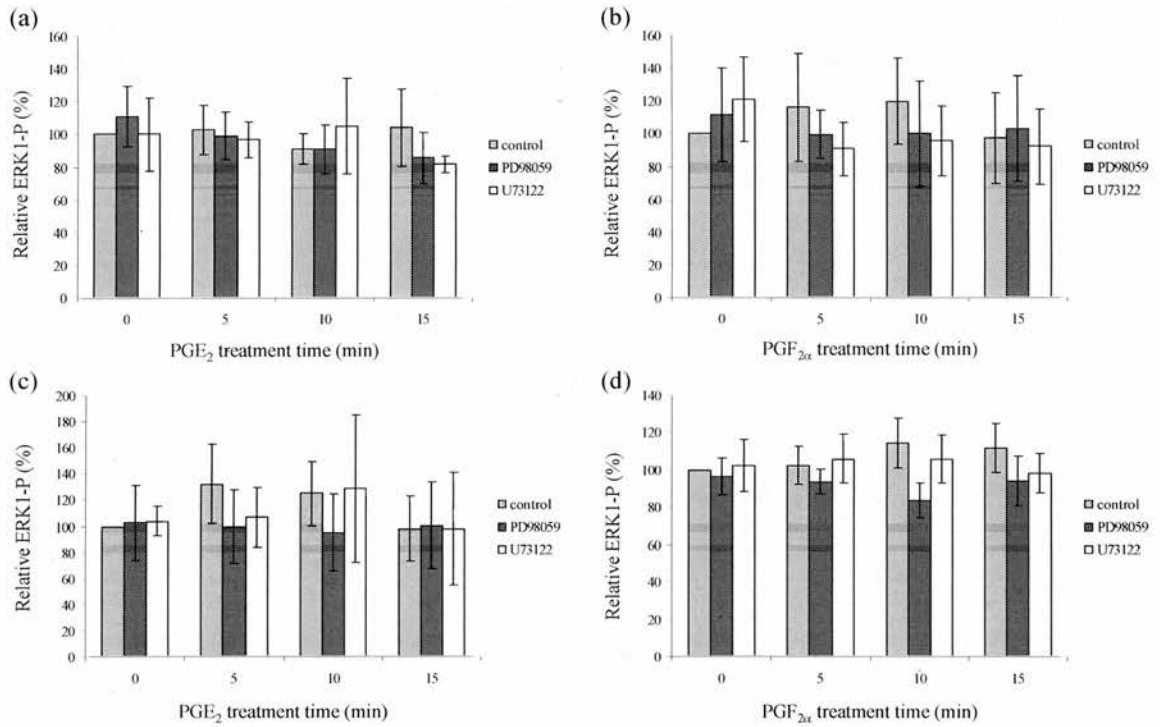 (a)
Relative ERK1-P (%)
160
140
120
100
80
60
40
20
0
0 5 10 15
PGE₂ treatment time (min)
control
PD98059
U73122
(b)
Relative ERK1-P (%)
160
140
120
100
80
60
40
20
0
0 5 10 15
PGF₂α treatment time (min)
control
PD98059
U73122
(c)
Relative ERK1-P (%)
200
180
160
140
120
100
80
60
40
20
0
0 5 10 15
PGE₂ treatment time (min)
control
PD98059
U73122
(d)
Relative ERK1-P (%)
140
120
100
80
60
40
20
0
0 5 10 15
PGF₂α treatment time (min)
control
PD98059
U73122